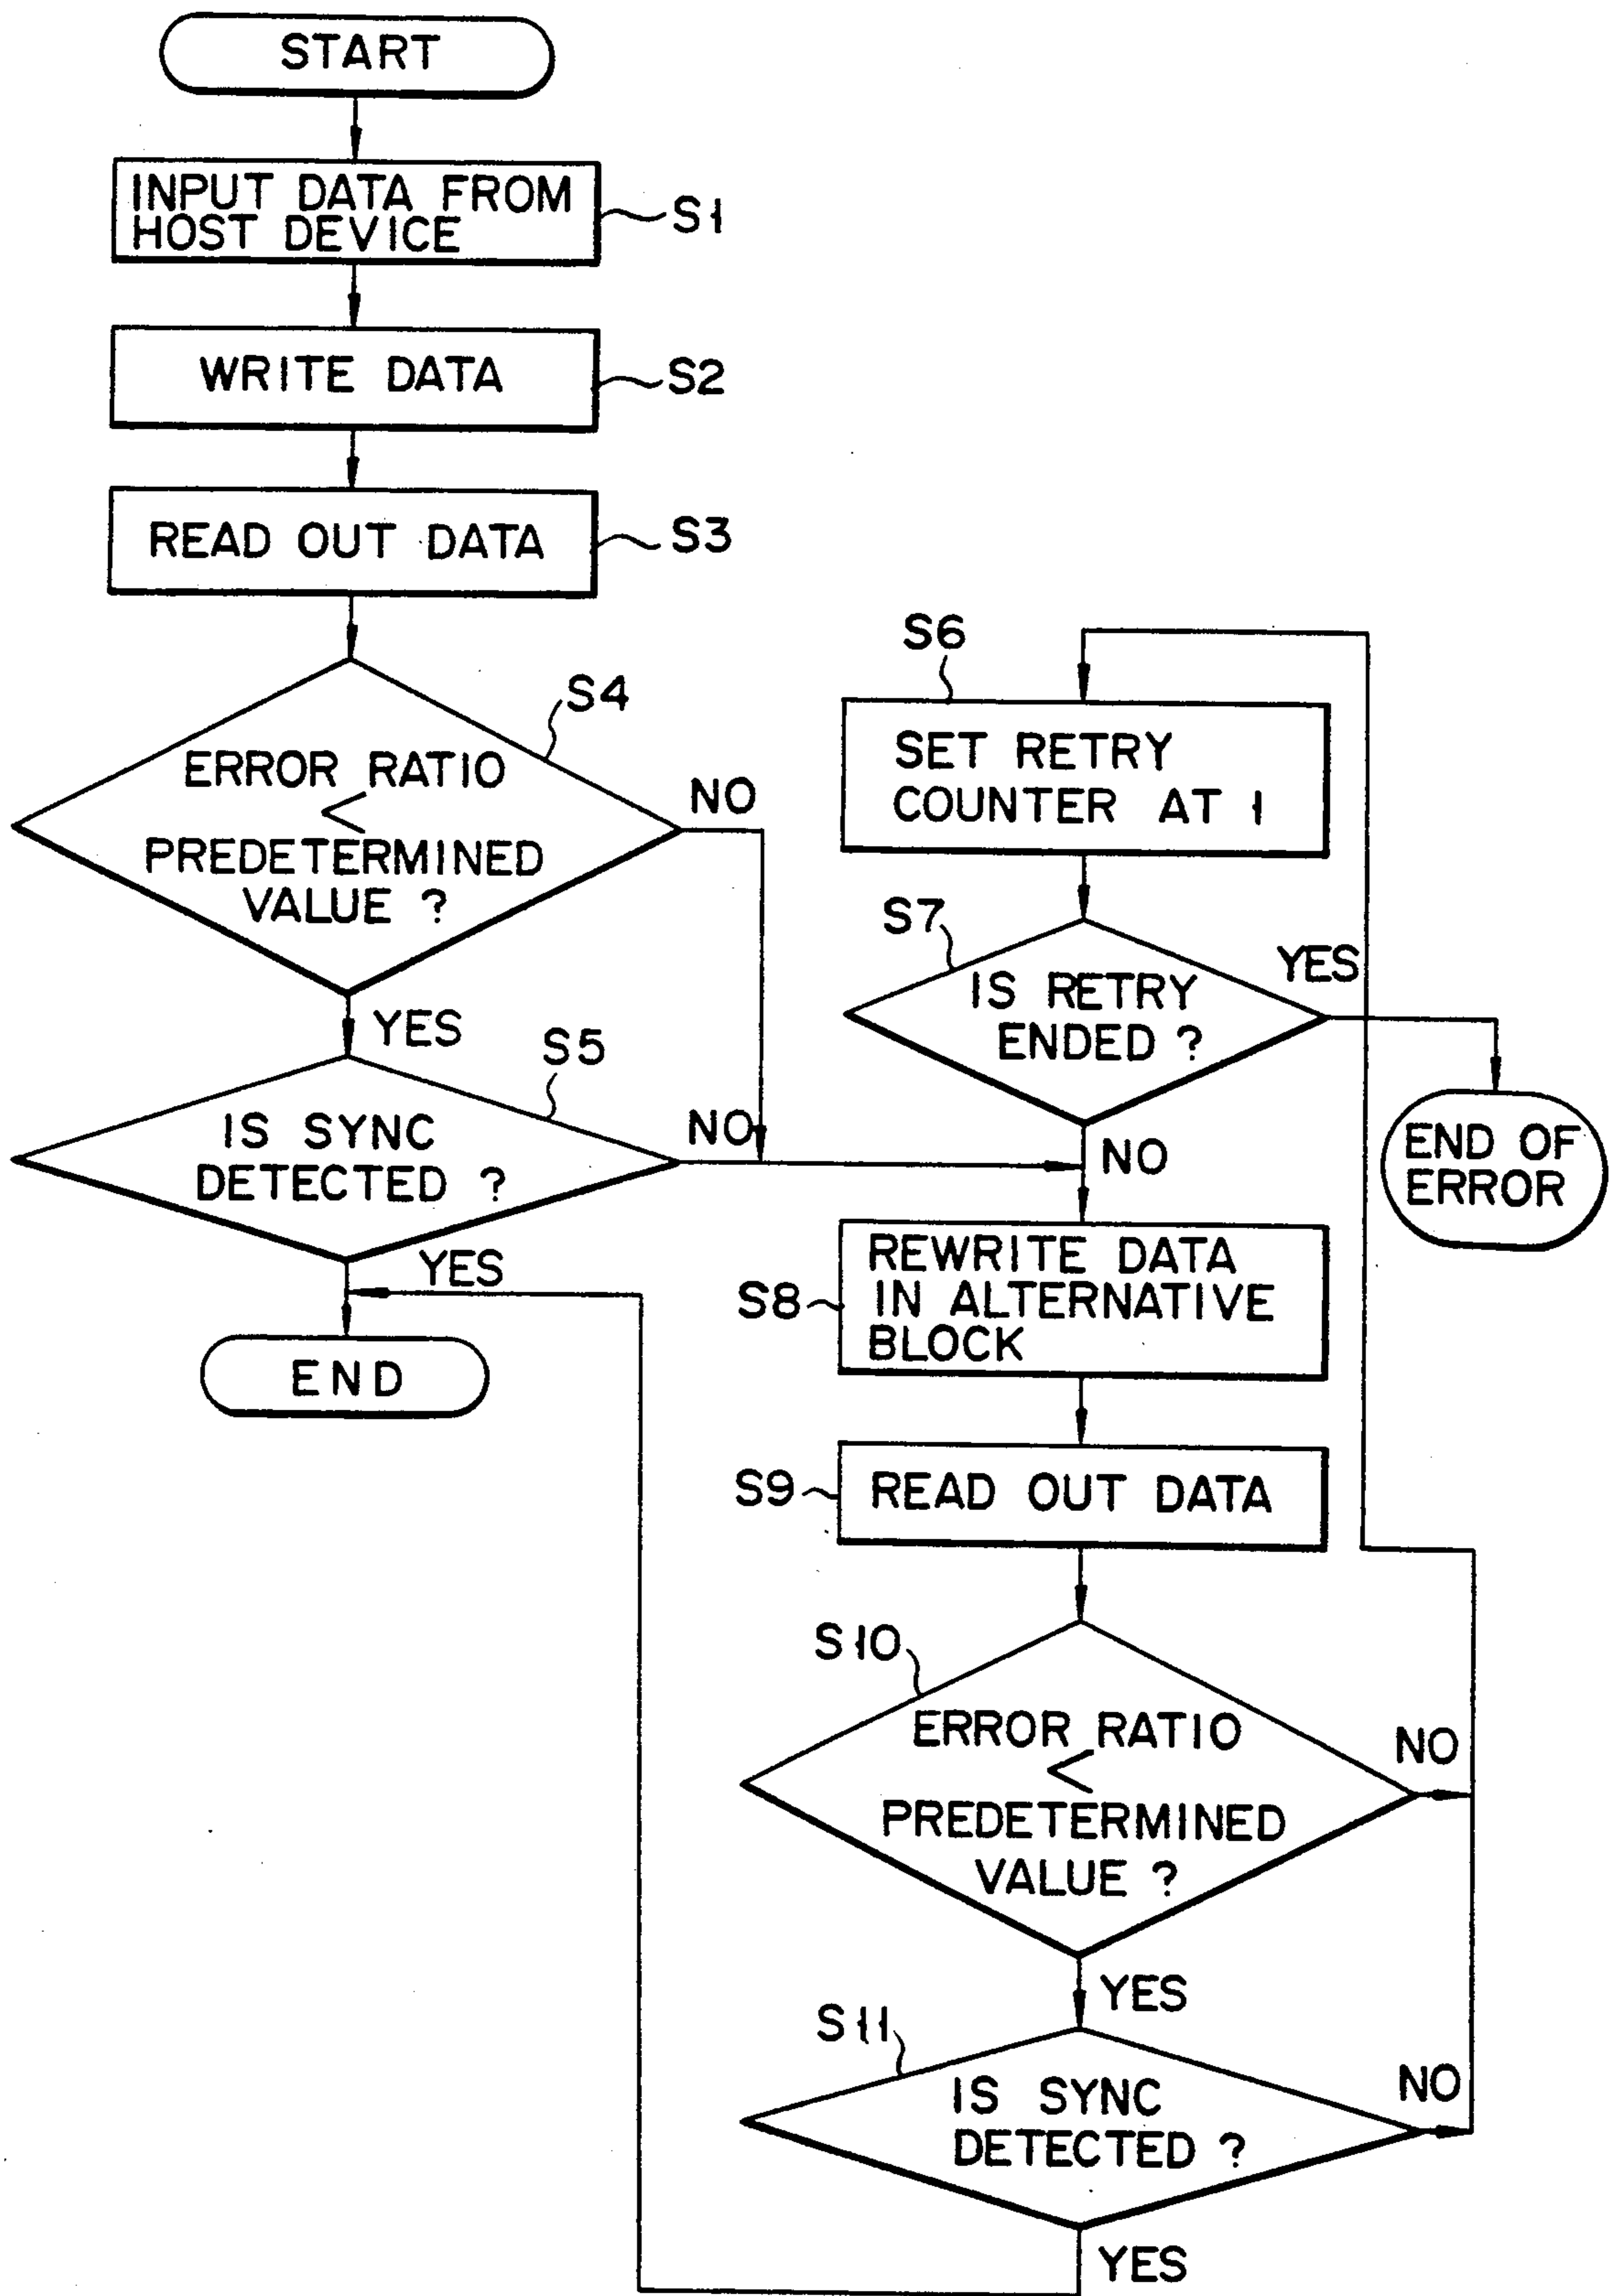 START
INPUT DATA FROM
HOST DEVICE
S1
WRITE DATA
S2
READ OUT DATA
S3
S4
ERROR RATIO
<
PREDETERMINED
VALUE ?
NO
YES
S5
IS SYNC
DETECTED ?
NO
YES
END
S6
SET RETRY
COUNTER AT 1
S7
IS RETRY
ENDED ?
YES
NO
END OF
ERROR
S8
REWRITE DATA
IN ALTERNATIVE
BLOCK
S9
READ OUT DATA
S10
ERROR RATIO
<
PREDETERMINED
VALUE ?
NO
YES
S11
IS SYNC
DETECTED ?
NO
YES